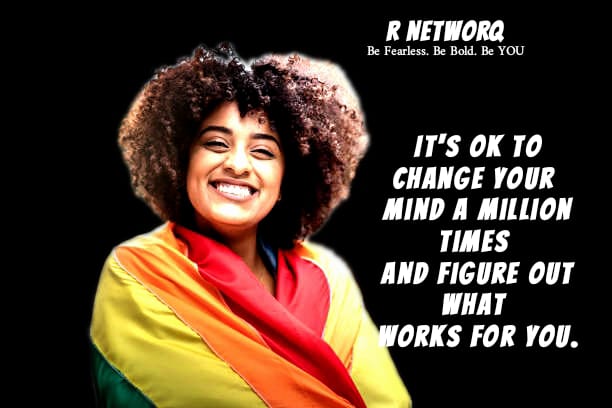 R NETWORQ
Be Fearless. Be Bold. Be YOU
IT'S OK TO
CHANGE YOUR
MIND A MILLION
TIMES
AND FIGURE OUT
WHAT
WORKS FOR YOU.